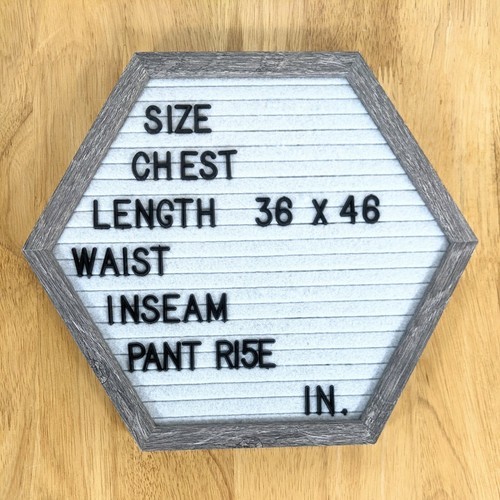 SIZE
CHEST
LENGTH 36 X 46
WAIST
INSEAM
PANT RI5E
IN.